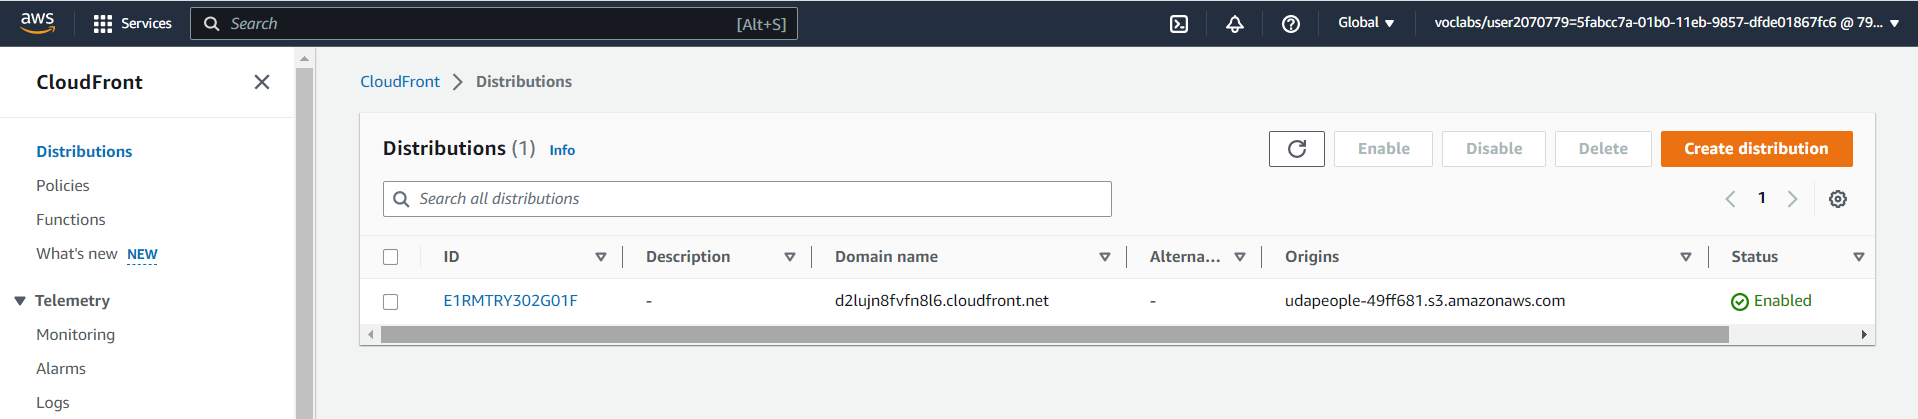 aws Services Search [Alt+S] Global voclabs/user2070779=5fabcc7a-01b0-11eb-9857-dfde01867fc6 @ 79...
CloudFront
Distributions
Policies
Functions
What's new NEW
Telemetry
Monitoring
Alarms
Logs
CloudFront Distributions
Distributions (1) Info Enable Disable Delete Create distribution
Search all distributions 1
ID Description Domain name Alterna... Origins Status
E1RMTRY302G01F - d2lujn8fvfn8l6.cloudfront.net - udapeople-49ff681.s3.amazonaws.com Enabled